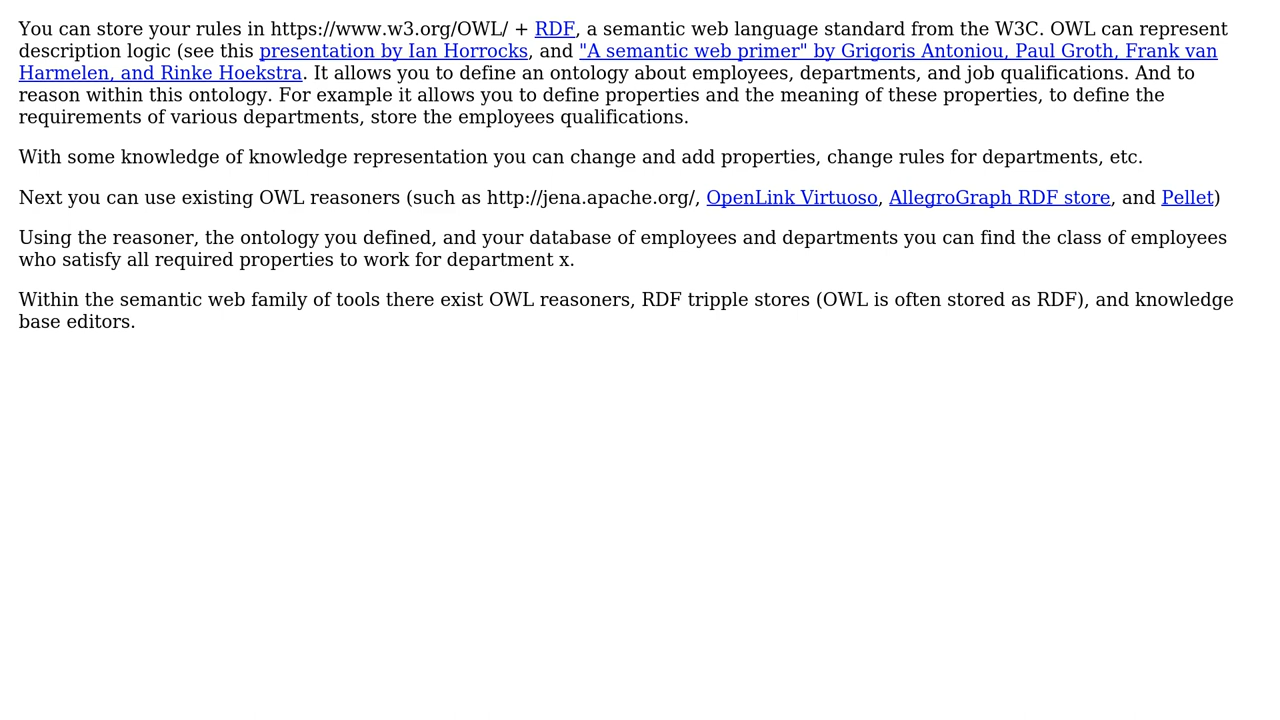 You can store your rules in https://www.w3.org/OWL/ + RDF, a semantic web language standard from the W3C. OWL can represent
description logic (see this presentation by Ian Horrocks, and "A semantic web primer" by Grigoris Antoniou, Paul Groth, Frank van
Harmelen, and Rinke Hoekstra. It allows you to define an ontology about employees, departments, and job qualifications. And to
reason within this ontology. For example it allows you to define properties and the meaning of these properties, to define the
requirements of various departments, store the employees qualifications.
With some knowledge of knowledge representation you can change and add properties, change rules for departments, etc.
Next you can use existing OWL reasoners (such as http://jena.apache.org/, OpenLink Virtuoso, AllegroGraph RDF store, and Pellet)
Using the reasoner, the ontology you defined, and your database of employees and departments you can find the class of employees
who satisfy all required properties to work for department x.
Within the semantic web family of tools there exist OWL reasoners, RDF tripple stores (OWL is often stored as RDF), and knowledge
base editors.